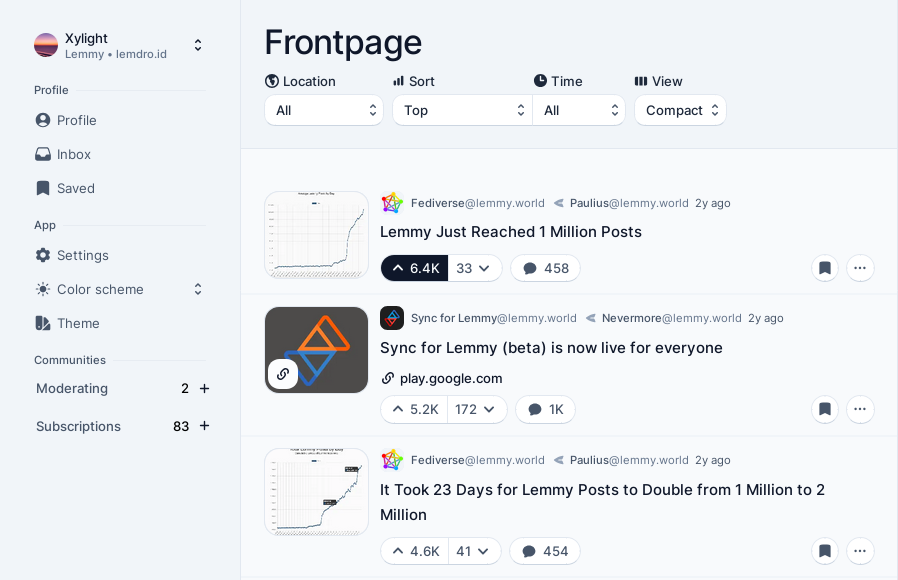 Xylight
Lemmy • lemdro.id
Profile
Profile
Inbox
Saved
App
Settings
Color scheme
Theme
Communities
Moderating 2 +
Subscriptions 83 +
Frontpage
Location Sort Time View
All Top All Compact
Fediverse@lemmy.world Paulius@lemmy.world 2y ago
Lemmy Just Reached 1 Million Posts
6.4K 33 458
Sync for Lemmy@lemmy.world Nevermore@lemmy.world 2y ago
Sync for Lemmy (beta) is now live for everyone
play.google.com
5.2K 172 1K
Fediverse@lemmy.world Paulius@lemmy.world 2y ago
It Took 23 Days for Lemmy Posts to Double from 1 Million to 2
Million
4.6K 41 454